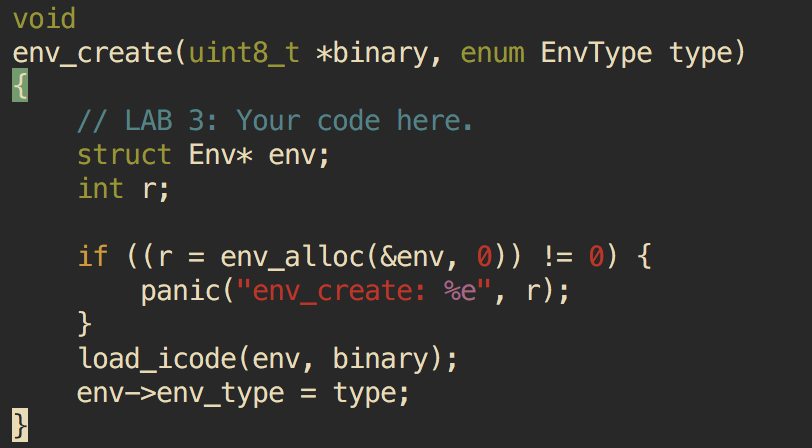 void
env_create(uint8_t *binary, enum EnvType type)
{
    // LAB 3: Your code here.
    struct Env* env;
    int r;

    if ((r = env_alloc(&env, 0)) != 0) {
        panic("env_create: %e", r);
    }
    load_icode(env, binary);
    env->env_type = type;
}